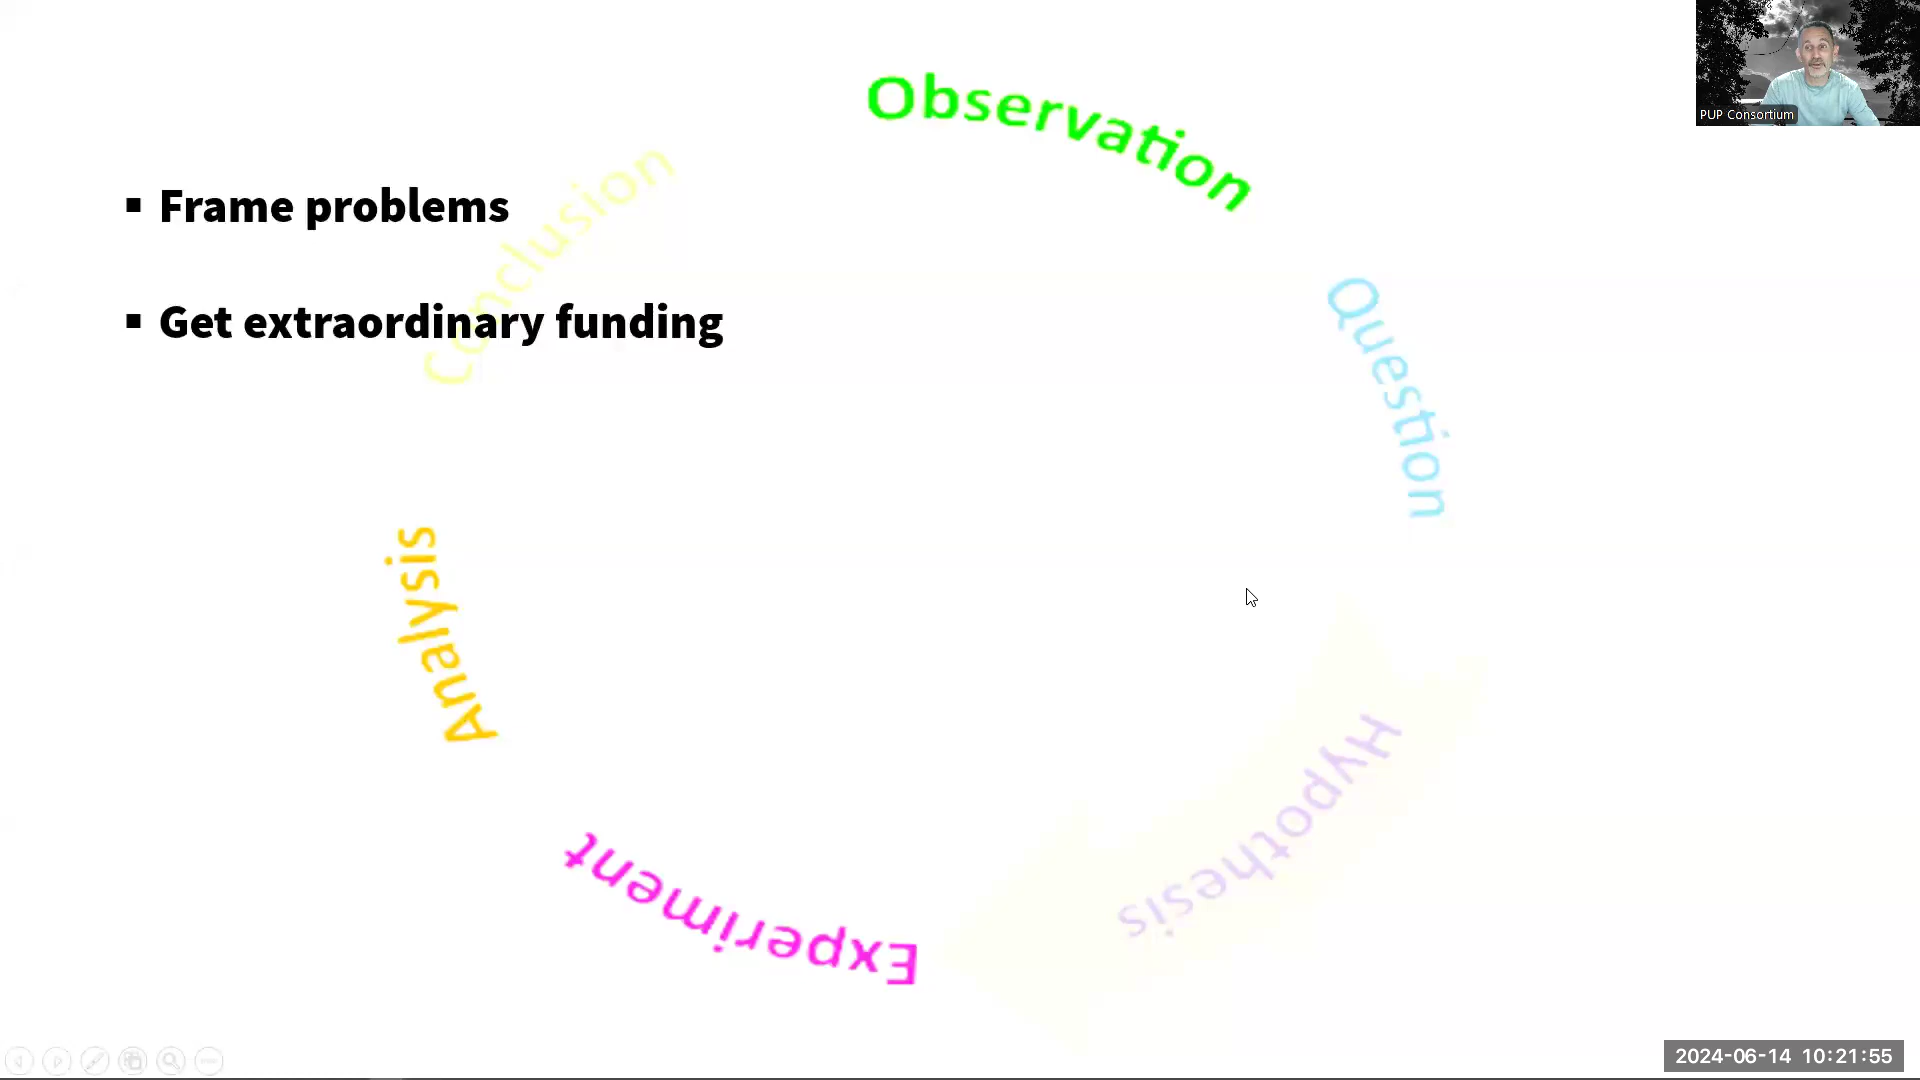 Observation
PUP Consortium
Conclusion
▪ Frame problems
▪ Get extraordinary funding
Question
Analysis
Hypothesis
Experiment
2024-06-14 10:21:55